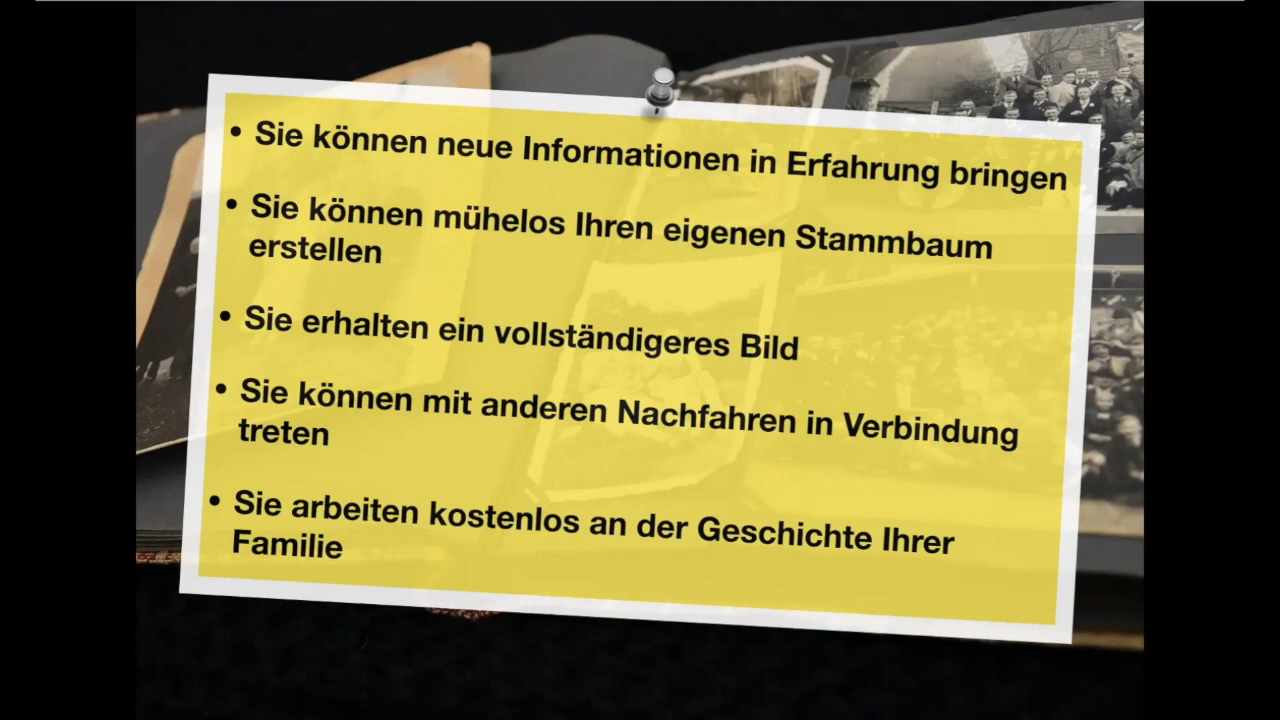 • Sie können neue Informationen in Erfahrung bringen
• Sie können mühelos Ihren eigenen Stammbaum
erstellen
• Sie erhalten ein vollständigeres Bild
• Sie können mit anderen Nachfahren in Verbindung
treten
• Sie arbeiten kostenlos an der Geschichte Ihrer
Familie